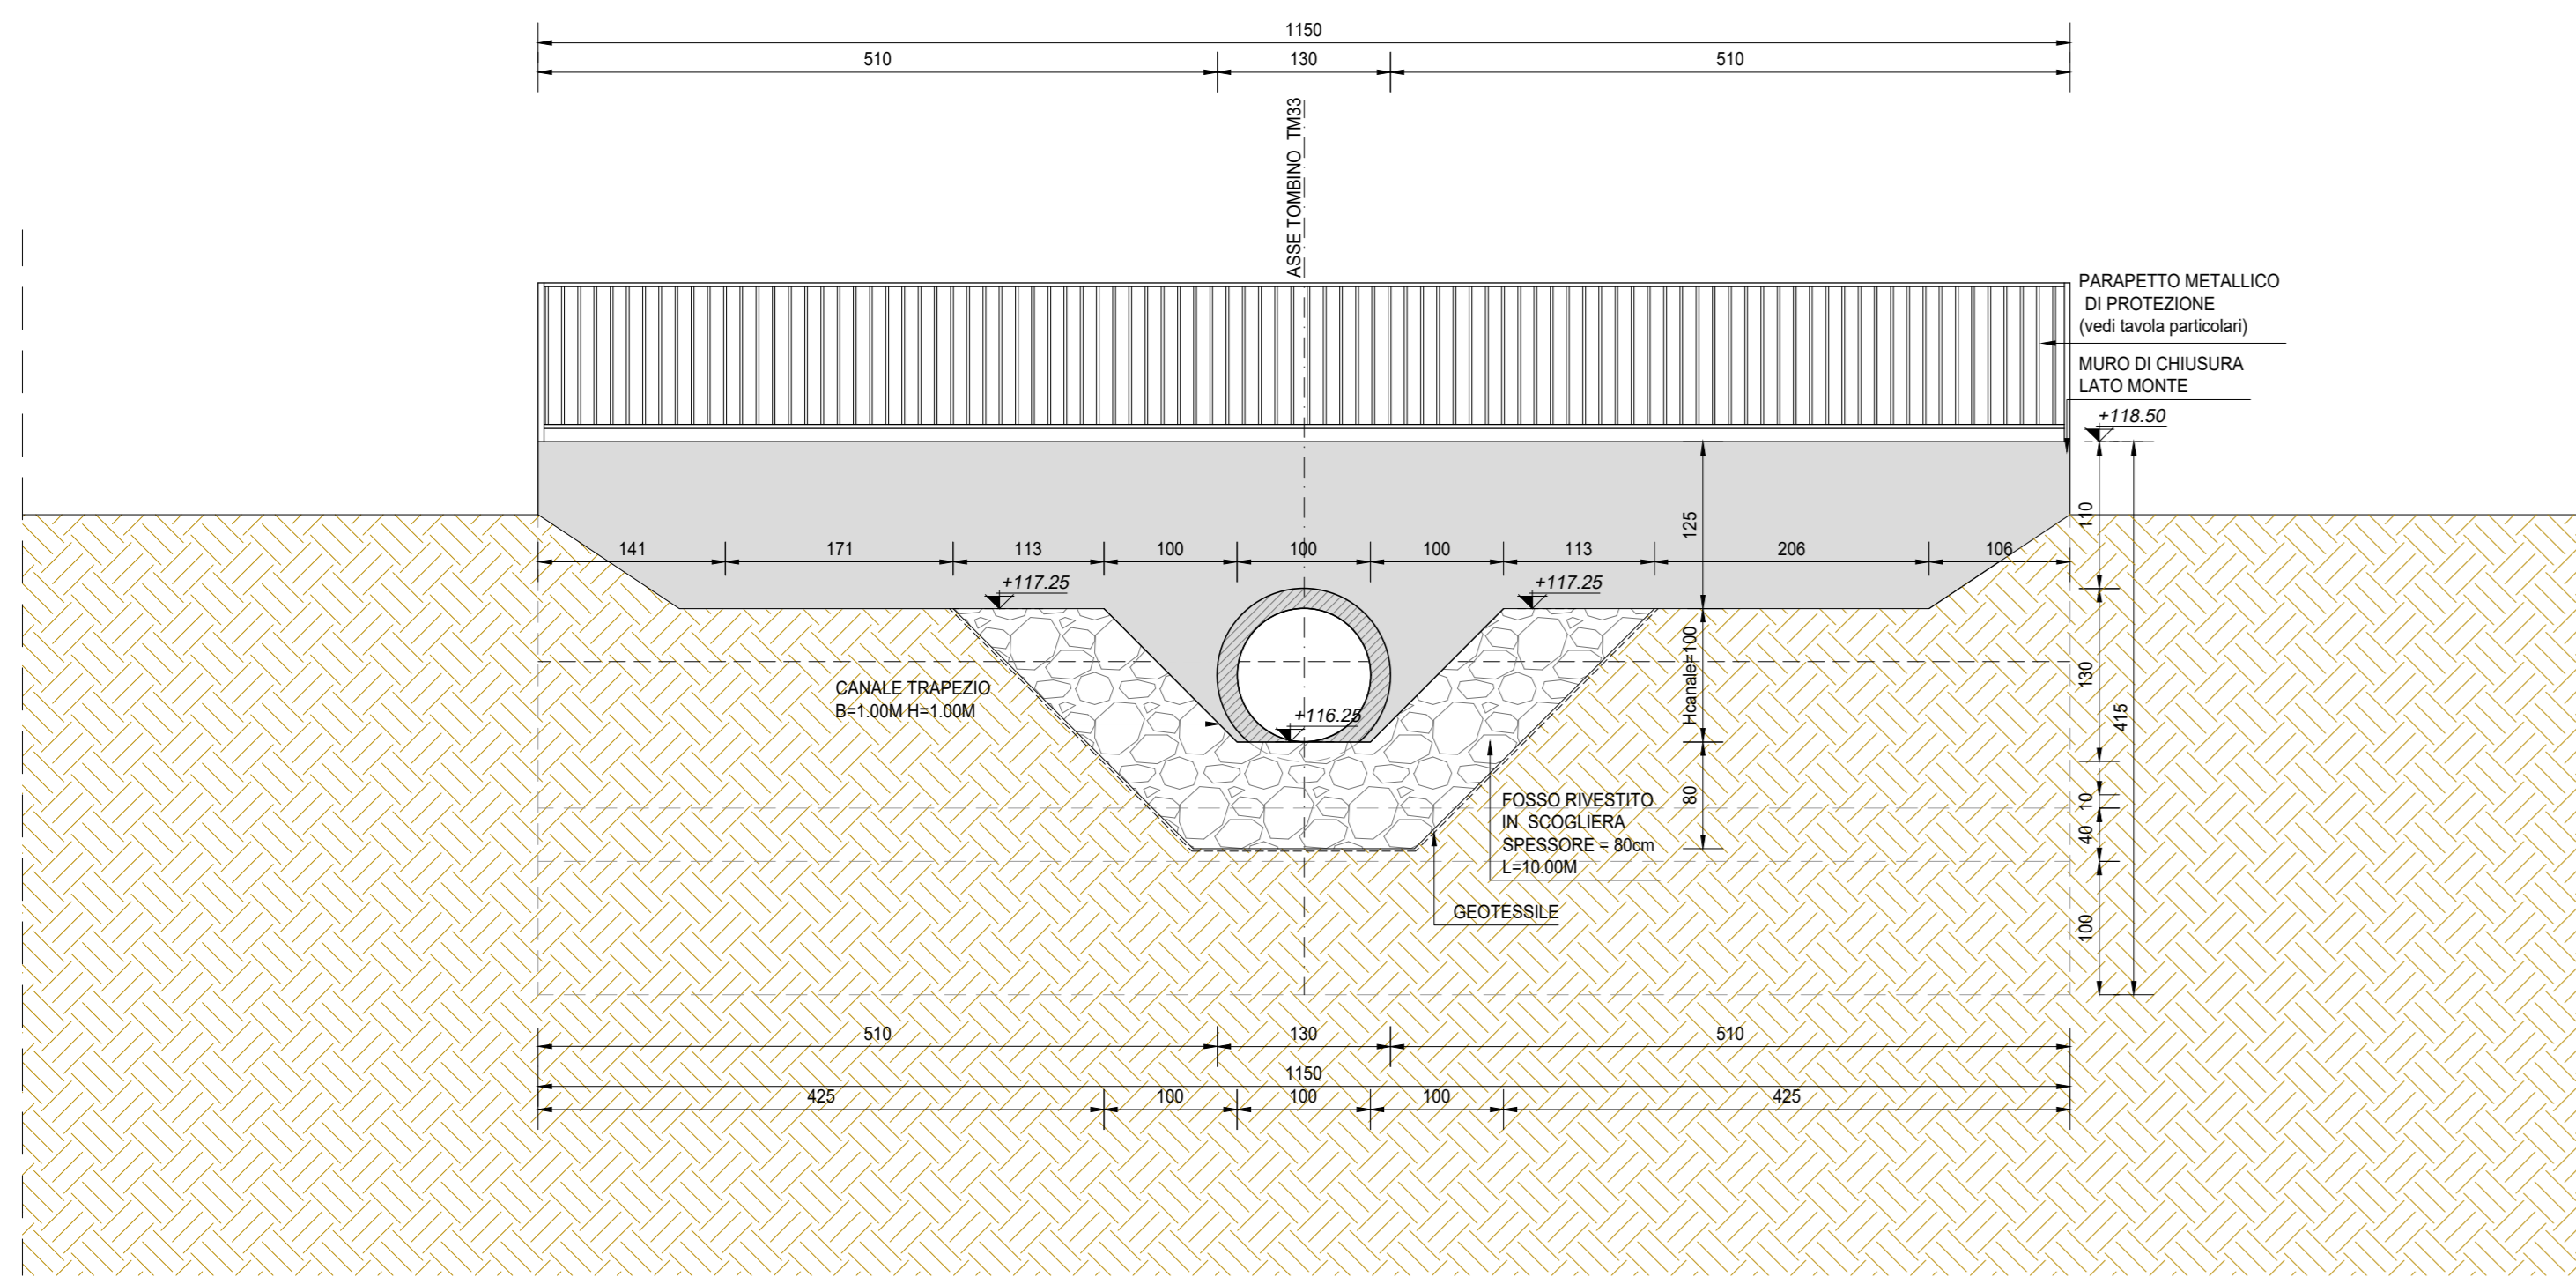 1150
510 130 510
ASSE TOMBINO TM33
PARAPETTO METALLICO
DI PROTEZIONE
(vedi tavola particolari)
MURO DI CHIUSURA
LATO MONTE
+118.50
110
125
141 171 113 100 100 100 113 206 106
+117.25 +117.25
Hcanale=100
130
CANALE TRAPEZIO
B=1.00M H=1.00M
+116.25
415
80
10
40
FOSSO RIVESTITO
IN SCOGLIERA
SPESSORE = 80cm
L=10.00M
GEOTESSILE
100
510 130 510
1150
425 100 100 100 425